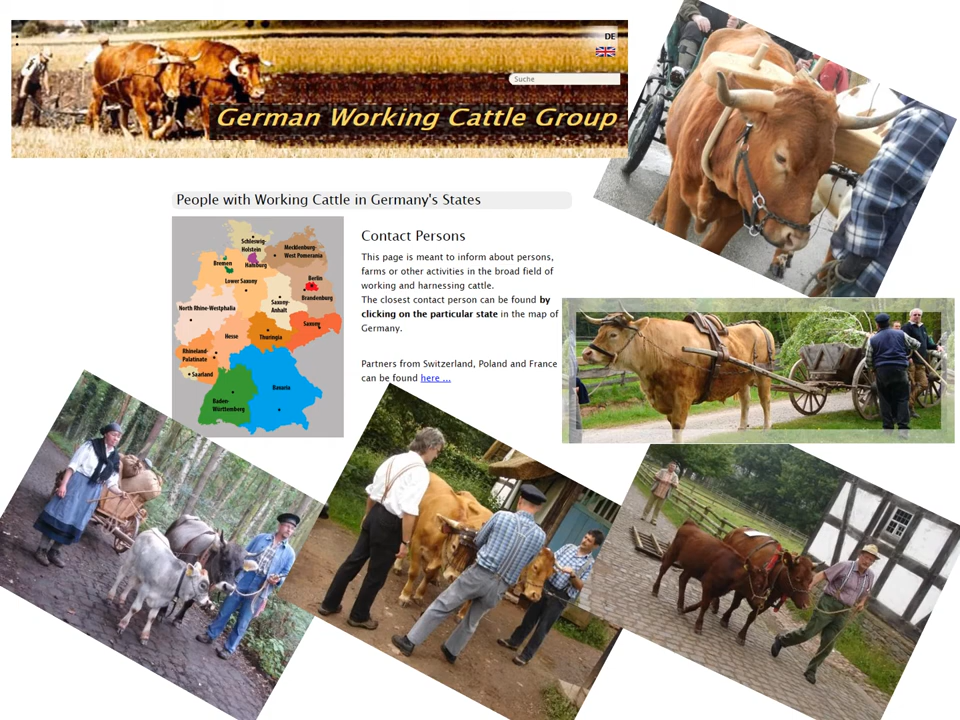 DE
Suche
German Working Cattle Group
People with Working Cattle in Germany's States
Schleswig-
Holstein
Mecklenburg-
West Pomerania
Bremen
Hamburg
Lower Saxony
Berlin
Brandenburg
Saxony-
Anhalt
North Rhine-Westphalia
Saxony
Hesse
Thuringia
Rhineland-
Palatinate
Saarland
Bavaria
Baden-
Württemberg
Contact Persons
This page is meant to inform about persons,
farms or other activities in the broad field of
working and harnessing cattle.
The closest contact person can be found by
clicking on the particular state in the map of
Germany.
Partners from Switzerland, Poland and France
can be found here ...